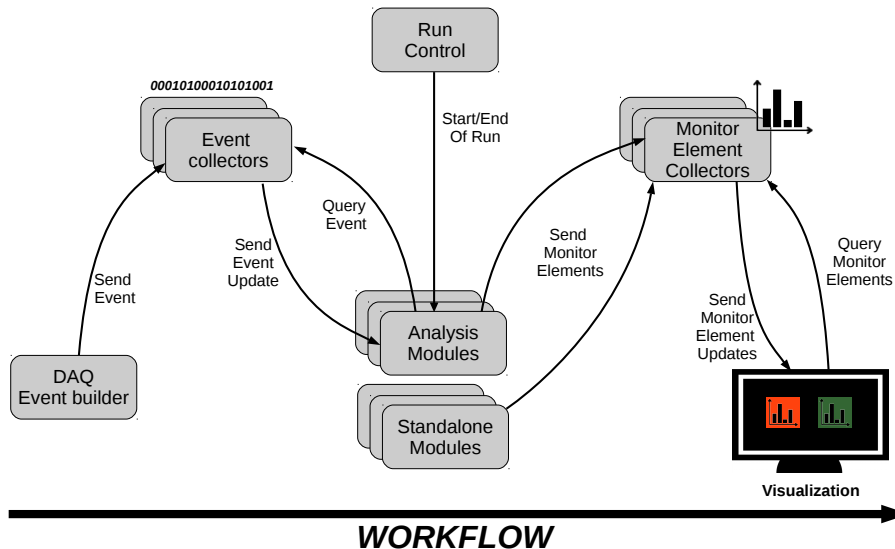 Run
Control
00010100010101001
Event
collectors
Start/End
Of Run
Monitor
Element
Collectors
Query
Event
Send
Event
Update
Send
Monitor
Elements
Query
Monitor
Elements
Send
Event
Send
Monitor
Element
Updates
Analysis
Modules
DAQ
Event builder
Standalone
Modules
Visualization
WORKFLOW